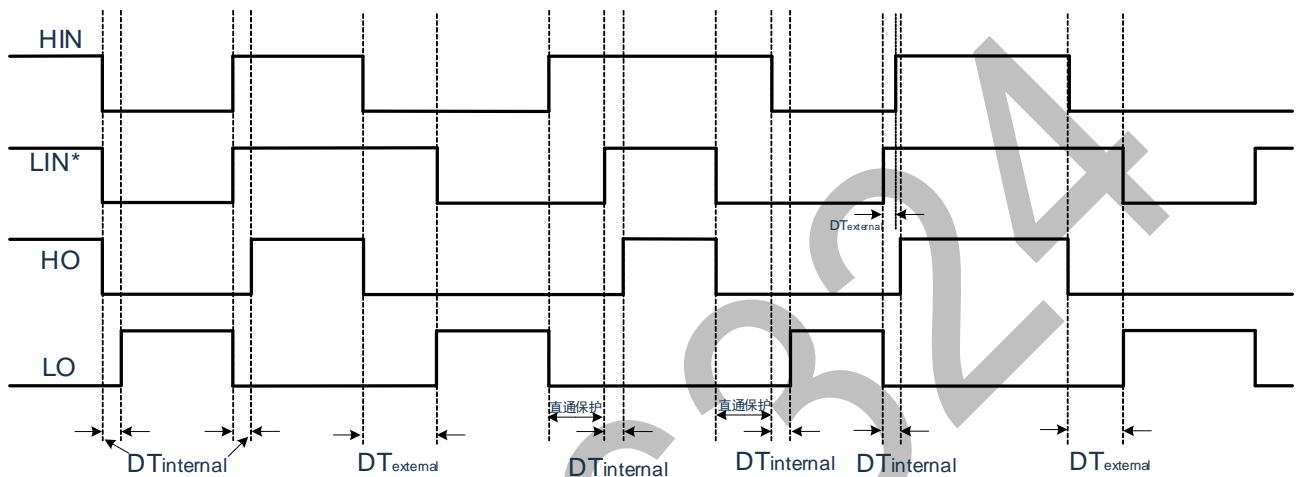 HIN
LIN*
DTexternal
HO
LO
直通保护 直通保护
DTinternal DTexternal DTinternal DTinternal DTinternal DTexternal
324